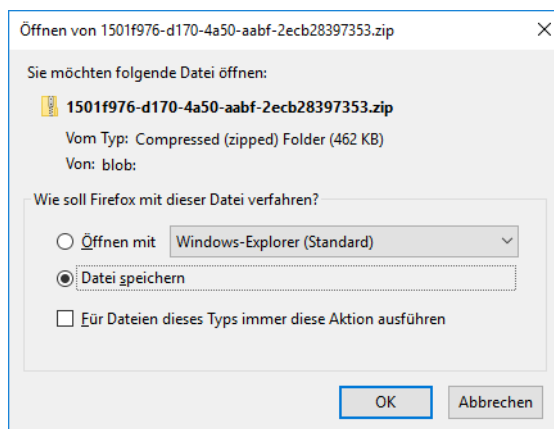 Öffnen von 1501f976-d170-4a50-aabf-2ecb28397353.zip
Sie möchten folgende Datei öffnen:
1501f976-d170-4a50-aabf-2ecb28397353.zip
Vom Typ: Compressed (zipped) Folder (462 KB)
Von: blob:
Wie soll Firefox mit dieser Datei verfahren?
Öffnen mit Windows-Explorer (Standard)
Datei speichern
Für Dateien dieses Typs immer diese Aktion ausführen
OK Abbrechen